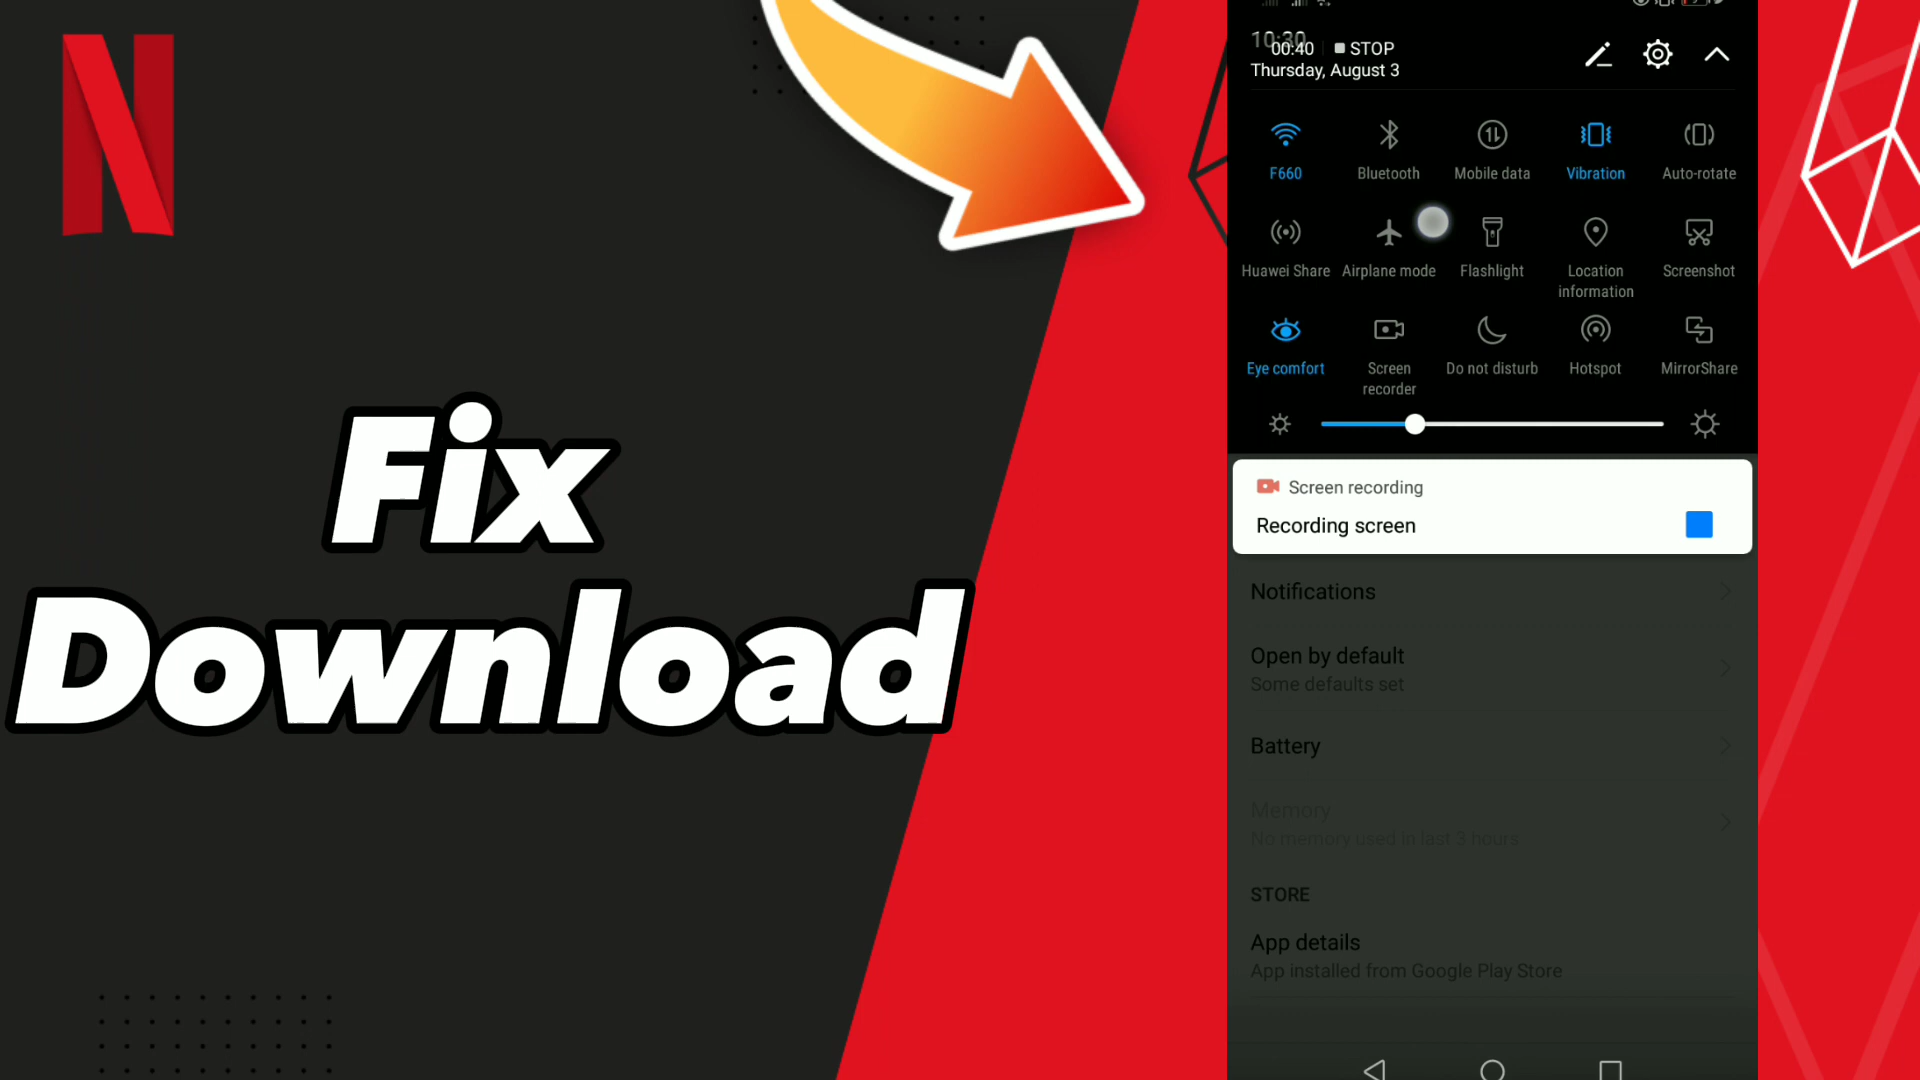 N
Fix
Download
10:30
00:40 STOP
Thursday, August 3
F660
Bluetooth
Mobile data
Vibration
Auto-rotate
Huawei Share
Airplane mode
Flashlight
Location
information
Screenshot
Eye comfort
Screen
recorder
Do not disturb
Hotspot
MirrorShare
Screen recording
Recording screen
Notifications
Open by default
Some defaults set
Battery
Memory
No memory used in last 3 hours
STORE
App details
App installed from Google Play Store